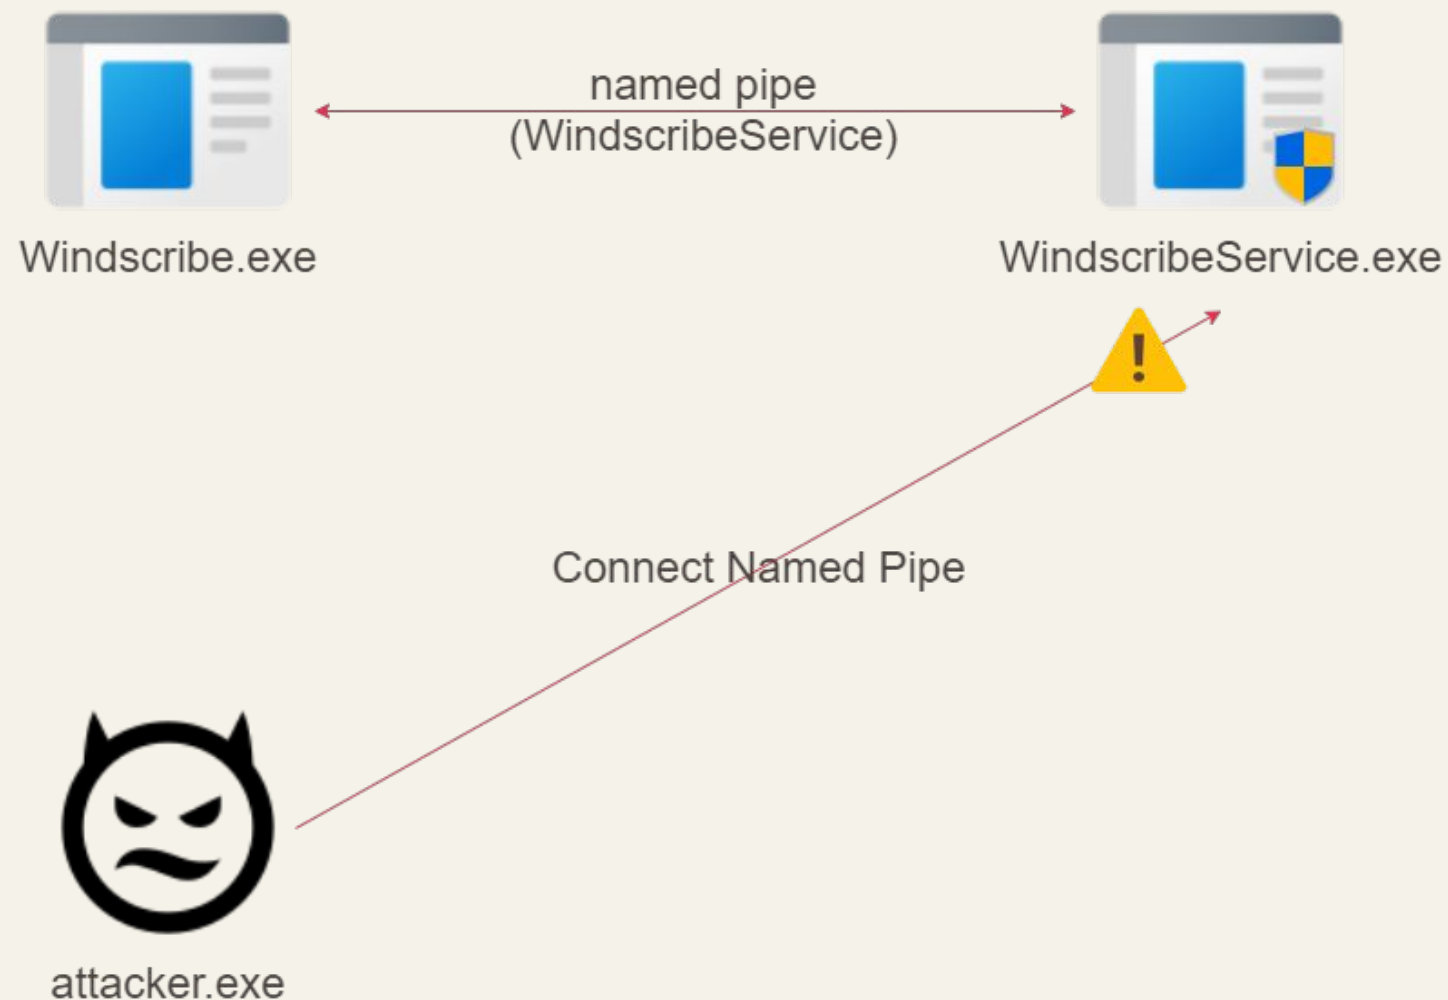 named pipe
(WindscribeService)
Windscribe.exe
WindscribeService.exe
Connect Named Pipe
attacker.exe